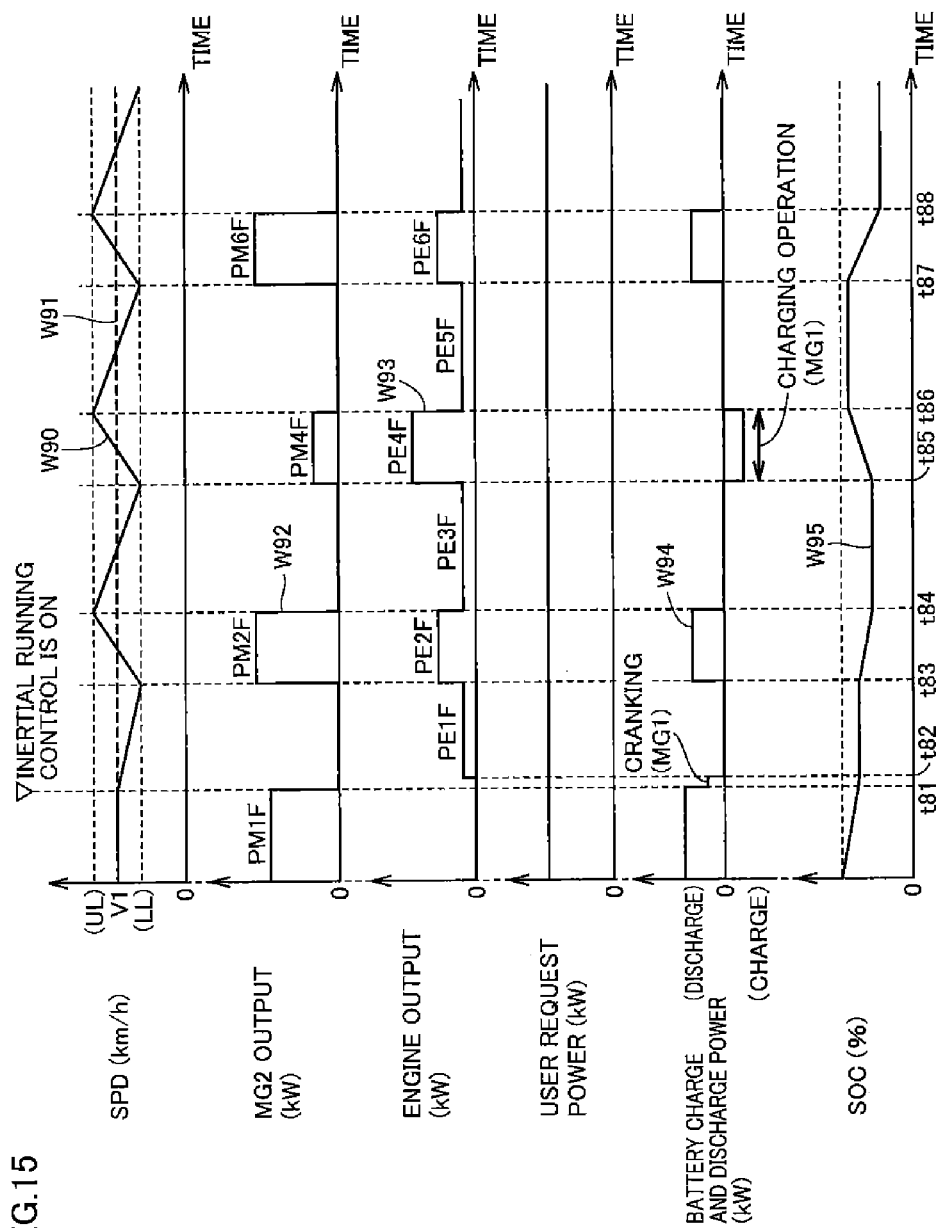 G.15
▽INERTIAL RUNNING
CONTROL IS ON
W90
W91
(UL)
V1
(LL)
SPD (km/h)
0
TIME
PM1F
PM2F
W92
PM4F
PM6F
MG2 OUTPUT
(kW)
0
TIME
PE1F
PE2F
PE3F
PE4F
W93
PE5F
PE6F
ENGINE OUTPUT
(kW)
0
TIME
USER REQUEST
POWER (kW)
0
TIME
CRANKING
(MG1)
W94
BATTERY CHARGE
AND DISCHARGE POWER
(kW)
(DISCHARGE)
0
(CHARGE)
TIME
CHARGING OPERATION
(MG1)
W95
SOC (%)
0
TIME
t81
t82
t83
t84
t85
t86
t87
t88